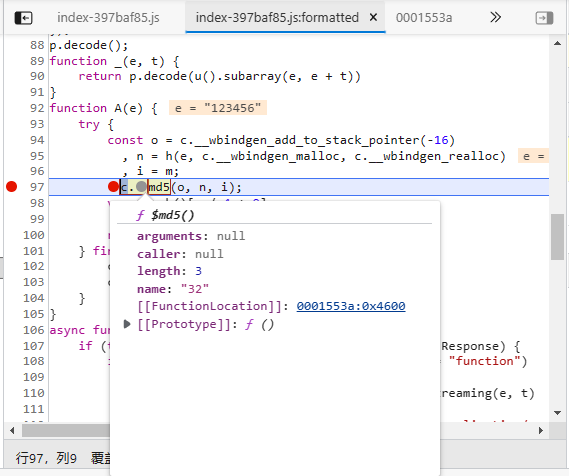 index-397baf85.js index-397baf85.js:formatted 0001553a
88 p.decode();
89 function _(e, t) {
90 return p.decode(u().subarray(e, e + t))
91 }
92 function A(e) { e = "123456"
93 try {
94 const o = c.__wbindgen_add_to_stack_pointer(-16)
95 , n = h(e, c.__wbindgen_malloc, c.__wbindgen_realloc) e =
96 , i = m;
97 c.md5(o, n, i);
98
ƒ $md5()
99
arguments: null
100
caller: null
101 } fin
length: 3
102 c
name: "32"
103 c
[[FunctionLocation]]: 0001553a:0x4600
104 }
[[Prototype]]: ƒ ()
105 }
106 async fun
107 if (t Response) {
108 i = "function")
109
110 reaming(e, t)
111
行97，列9 覆盖